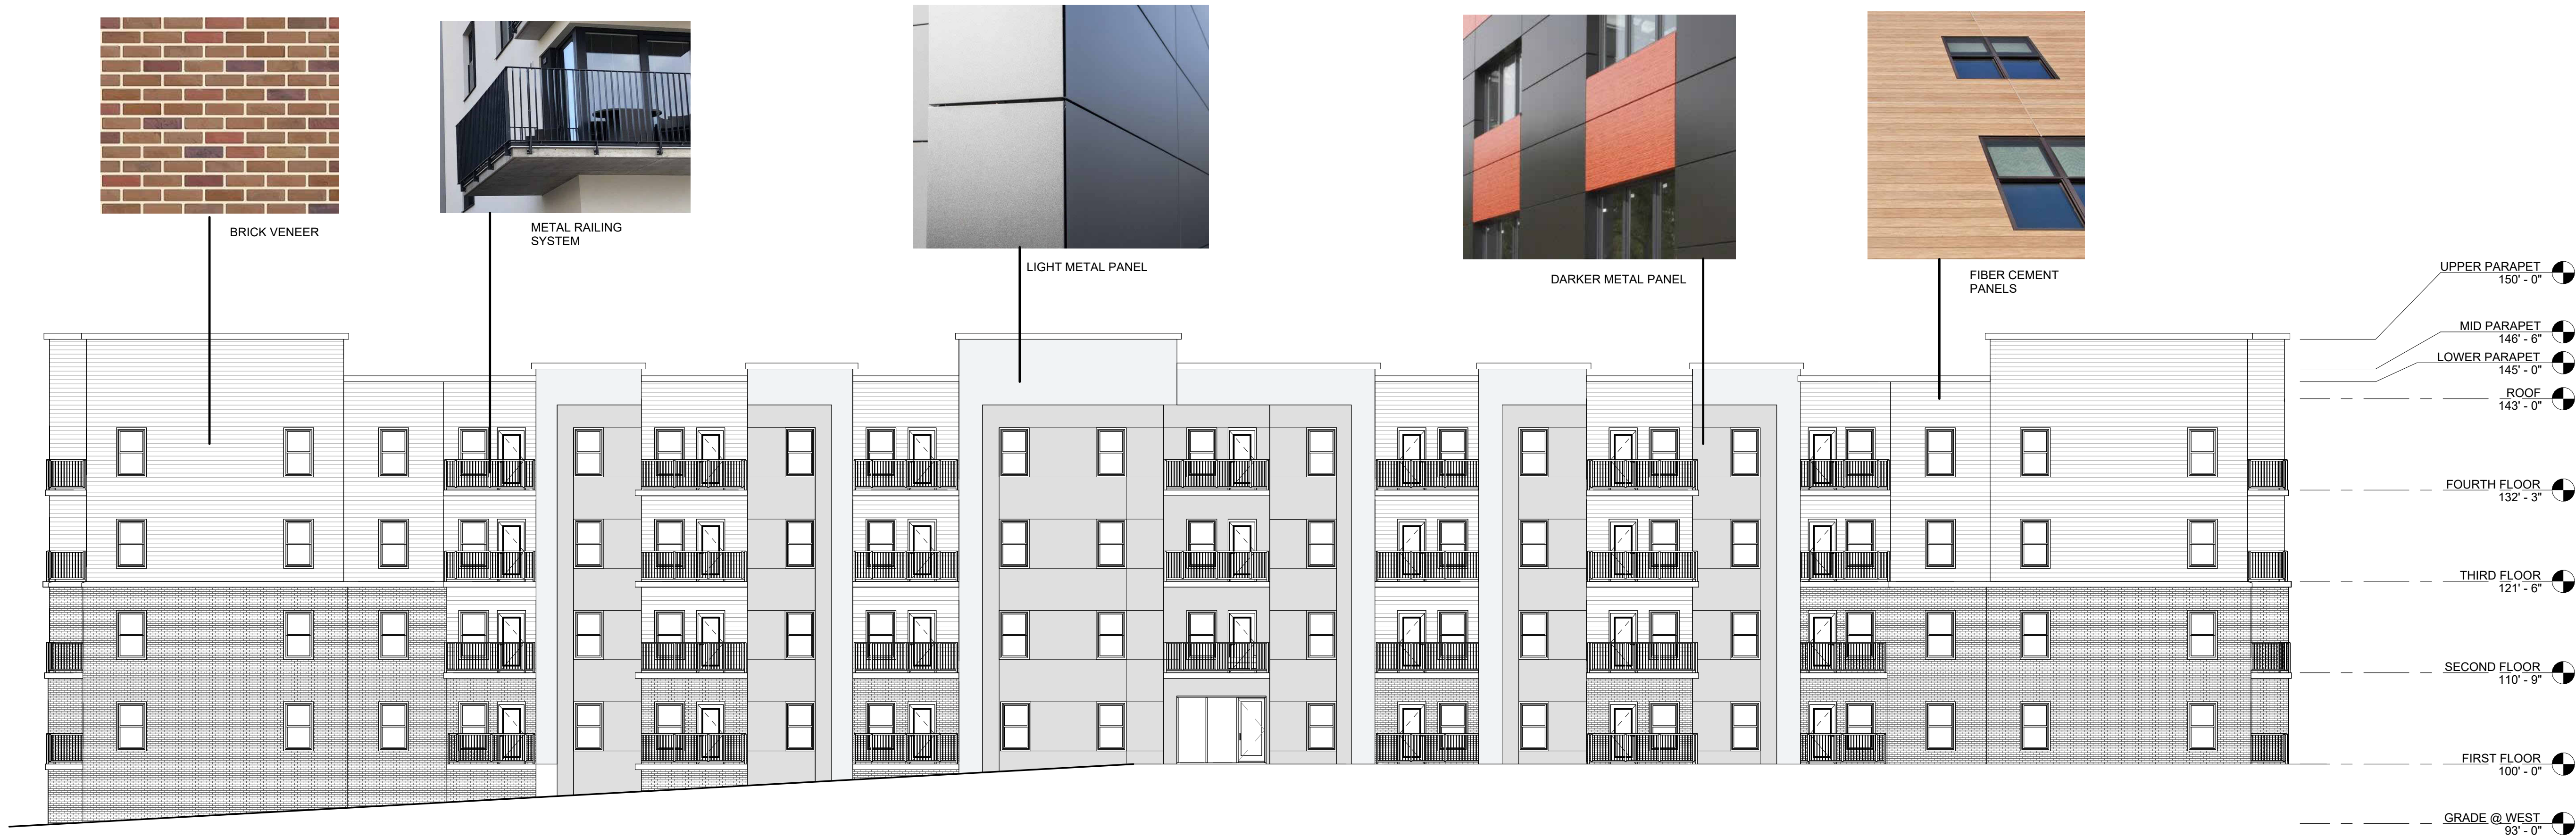 BRICK VENEER
METAL RAILING
SYSTEM
LIGHT METAL PANEL
DARKER METAL PANEL
FIBER CEMENT
PANELS
UPPER PARAPET
150' - 0"
MID PARAPET
146' - 6"
LOWER PARAPET
145' - 0"
ROOF
143' - 0"
FOURTH FLOOR
132' - 3"
THIRD FLOOR
121' - 6"
SECOND FLOOR
110' - 9"
FIRST FLOOR
100' - 0"
GRADE @ WEST
93' - 0"